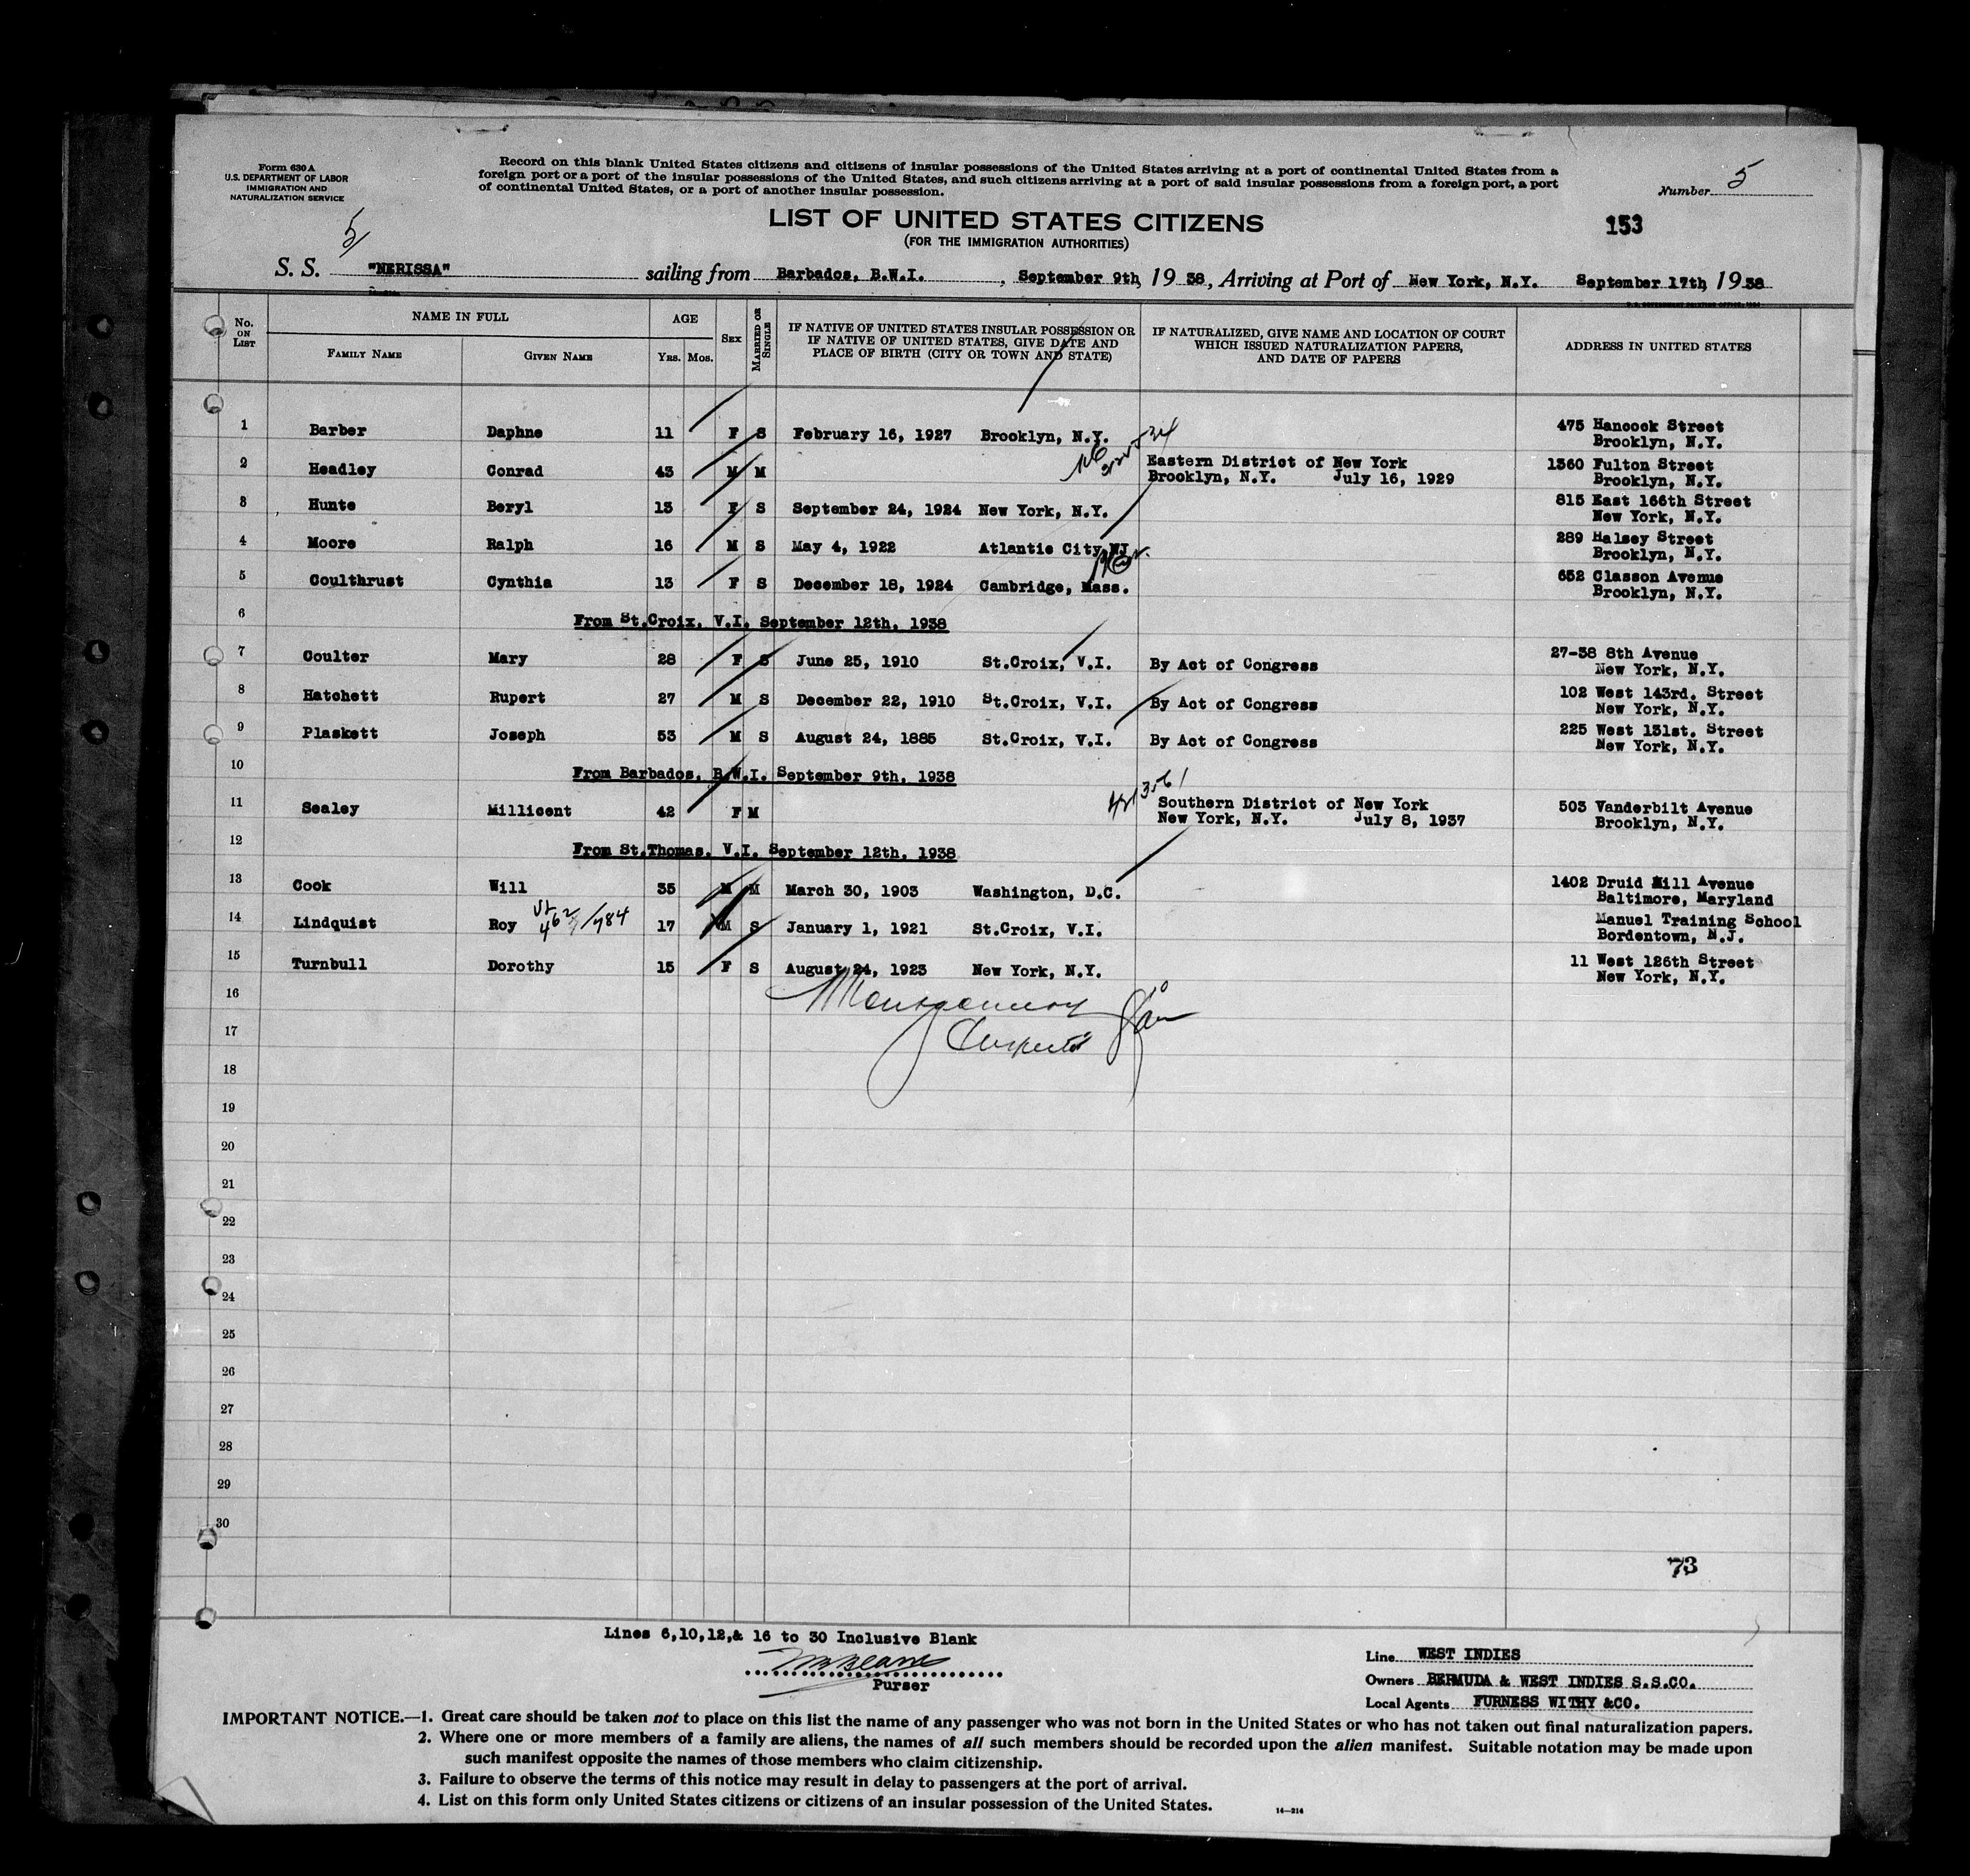 Form 630 A
U.S. DEPARTMENT OF LABOR
IMMIGRATION AND
NATURALIZATION SERVICE
Record on this blank United States citizens and citizens of insular possessions of the United States arriving at a port of continental United States from a
foreign port or a port of the insular possessions of the United States, and such citizens arriving at a port of said insular possessions from a foreign port, a port
of continental United States, or a port of another insular possession.
Number 5
5
LIST OF UNITED STATES CITIZENS
(FOR THE IMMIGRATION AUTHORITIES)
153
S. S. "NERISSA" sailing from Barbados, B.W.I. , September 9th, 19 38, Arriving at Port of New York, N.Y. September 17th, 19 38
No. ON LIST
NAME IN FULL
FAMILY NAME
GIVEN NAME
AGE
YRS. MOS.
SEX
MARRIED OR SINGLE
IF NATIVE OF UNITED STATES INSULAR POSSESSION OR
IF NATIVE OF UNITED STATES, GIVE DATE AND
PLACE OF BIRTH (CITY OR TOWN AND STATE)
IF NATURALIZED, GIVE NAME AND LOCATION OF COURT
WHICH ISSUED NATURALIZATION PAPERS,
AND DATE OF PAPERS
ADDRESS IN UNITED STATES
1 Barber Daphne 11 F S February 16, 1927 Brooklyn, N.Y. 475 Hancock Street
Brooklyn, N.Y.
2 Headley Conrad 43 M M Eastern District of New York 1360 Fulton Street
Brooklyn, N.Y. July 16, 1929 Brooklyn, N.Y.
3 Hunte Beryl 13 F S September 24, 1924 New York, N.Y. 815 East 166th Street
New York, N.Y.
4 Moore Ralph 16 M S May 4, 1922 Atlantic City NJ 289 Halsey Street
Brooklyn, N.Y.
5 Coulthrust Cynthia 13 F S December 18, 1924 Cambridge, Mass. 652 Classon Avenue
Brooklyn, N.Y.
6 From St.Croix, V.I. September 12th, 1938
7 Coulter Mary 28 F S June 25, 1910 St.Croix, V.I. By Act of Congress 27-38 8th Avenue
New York, N.Y.
8 Hatchett Rupert 27 M S December 22, 1910 St.Croix, V.I. By Act of Congress 102 West 143rd. Street
New York, N.Y.
9 Plaskett Joseph 53 M S August 24, 1885 St.Croix, V.I. By Act of Congress 225 West 131st. Street
New York, N.Y.
10 From Barbados, B.W.I. September 9th, 1938
11 Sealey Millicent 42 F M Southern District of New York 503 Vanderbilt Avenue
New York, N.Y. July 8, 1937 Brooklyn, N.Y.
12 From St.Thomas, V.I. September 12th, 1938
13 Cook Will 35 M M March 30, 1903 Washington, D.C. 1402 Druid Hill Avenue
Baltimore, Maryland
14 Lindquist Roy 17 M S January 1, 1921 St.Croix, V.I. Manuel Training School
Bordentown, N.J.
15 Turnbull Dorothy 15 F S August 24, 1923 New York, N.Y. 11 West 126th Street
New York, N.Y.
16 Montgomery
17
18
19
20
21
22
23
24
25
26
27
28
29
30
73
Lines 6,10,12,& 16 to 30 Inclusive Blank
Purser
Line WEST INDIES
Owners BERMUDA & WEST INDIES S.S.CO.
Local Agents FURNESS WITHY &CO.
IMPORTANT NOTICE.—1. Great care should be taken not to place on this list the name of any passenger who was not born in the United States or who has not taken out final naturalization papers.
2. Where one or more members of a family are aliens, the names of all such members should be recorded upon the alien manifest. Suitable notation may be made upon
such manifest opposite the names of those members who claim citizenship.
3. Failure to observe the terms of this notice may result in delay to passengers at the port of arrival.
4. List on this form only United States citizens or citizens of an insular possession of the United States.
14—214